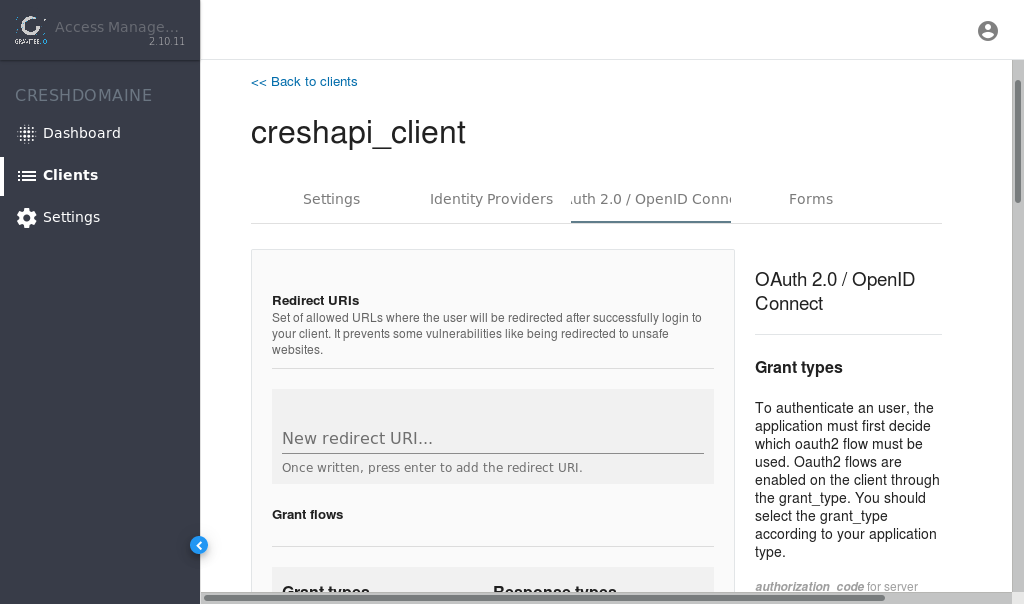 GRAVITEE.IO
Access Manage...
2.10.11
CRESHDOMAINE
Dashboard
Clients
Settings
<< Back to clients
creshapi_client
Settings
Identity Providers
uth 2.0 / OpenID Conne
Forms
Redirect URIs
Set of allowed URLs where the user will be redirected after successfully login to
your client. It prevents some vulnerabilities like being redirected to unsafe
websites.
New redirect URI...
Once written, press enter to add the redirect URI.
Grant flows
Grant types
Response types
OAuth 2.0 / OpenID
Connect
Grant types
To authenticate an user, the
application must first decide
which oauth2 flow must be
used. Oauth2 flows are
enabled on the client through
the grant_type. You should
select the grant_type
according to your application
type.
authorization_code for server